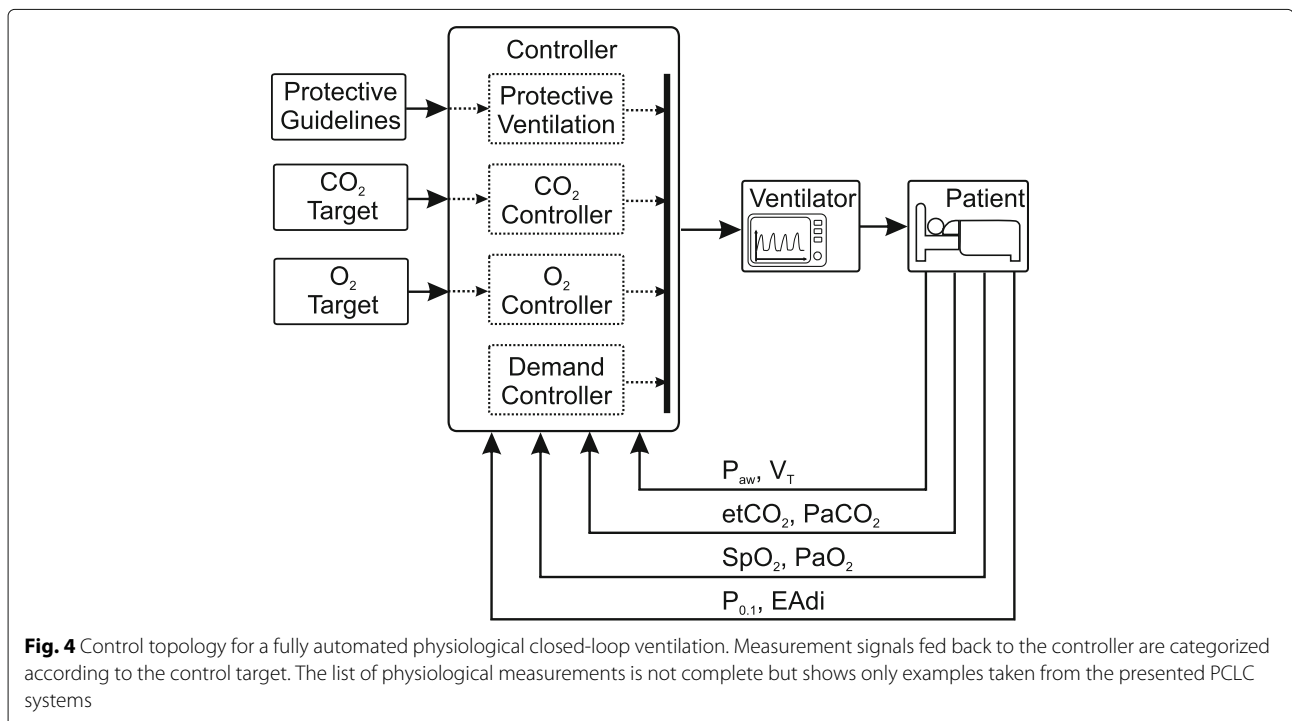 Controller
Protective
Guidelines
Protective
Ventilation
CO₂
Target
CO₂
Controller
O₂
Target
O₂
Controller
Demand
Controller
Ventilator
Patient
P_aw, V_T
etCO₂, PaCO₂
SpO₂, PaO₂
P_0.1, EAdi
Fig. 4 Control topology for a fully automated physiological closed-loop ventilation. Measurement signals fed back to the controller are categorized
according to the control target. The list of physiological measurements is not complete but shows only examples taken from the presented PCLC
systems